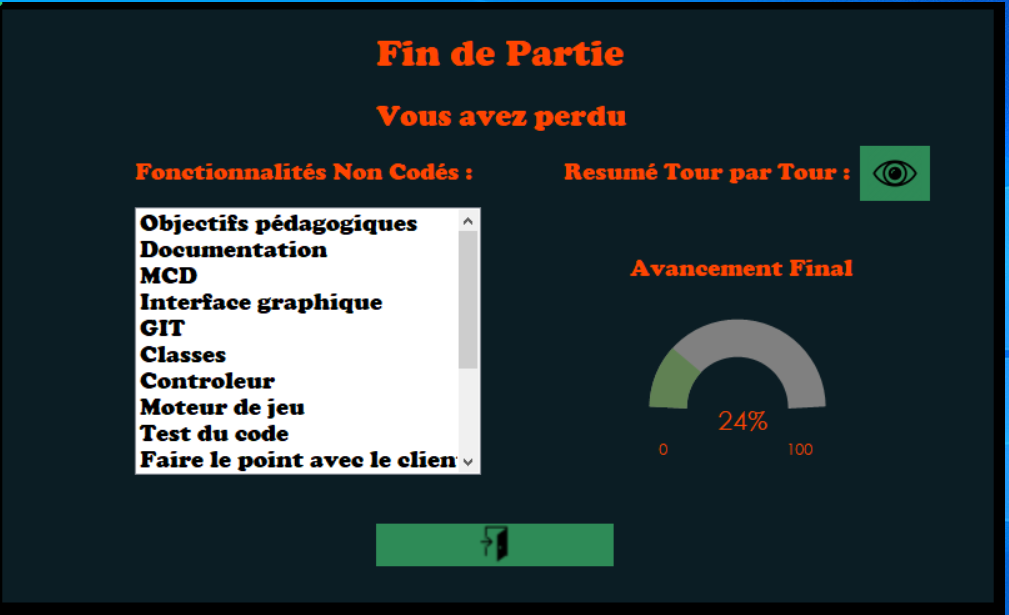 Fin de Partie
Vous avez perdu
Fonctionnalités Non Codés :
Resumé Tour par Tour :
Objectifs pédagogiques
Documentation
MCD
Interface graphique
GIT
Classes
Controleur
Moteur de jeu
Test du code
Faire le point avec le clien
Avancement Final
24%
0
100